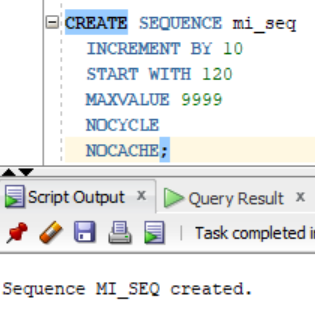 CREATE SEQUENCE mi_seq
INCREMENT BY 10
START WITH 120
MAXVALUE 9999
NOCYCLE
NOCACHE;
Script Output x Query Result x
Task completed i
Sequence MI_SEQ created.